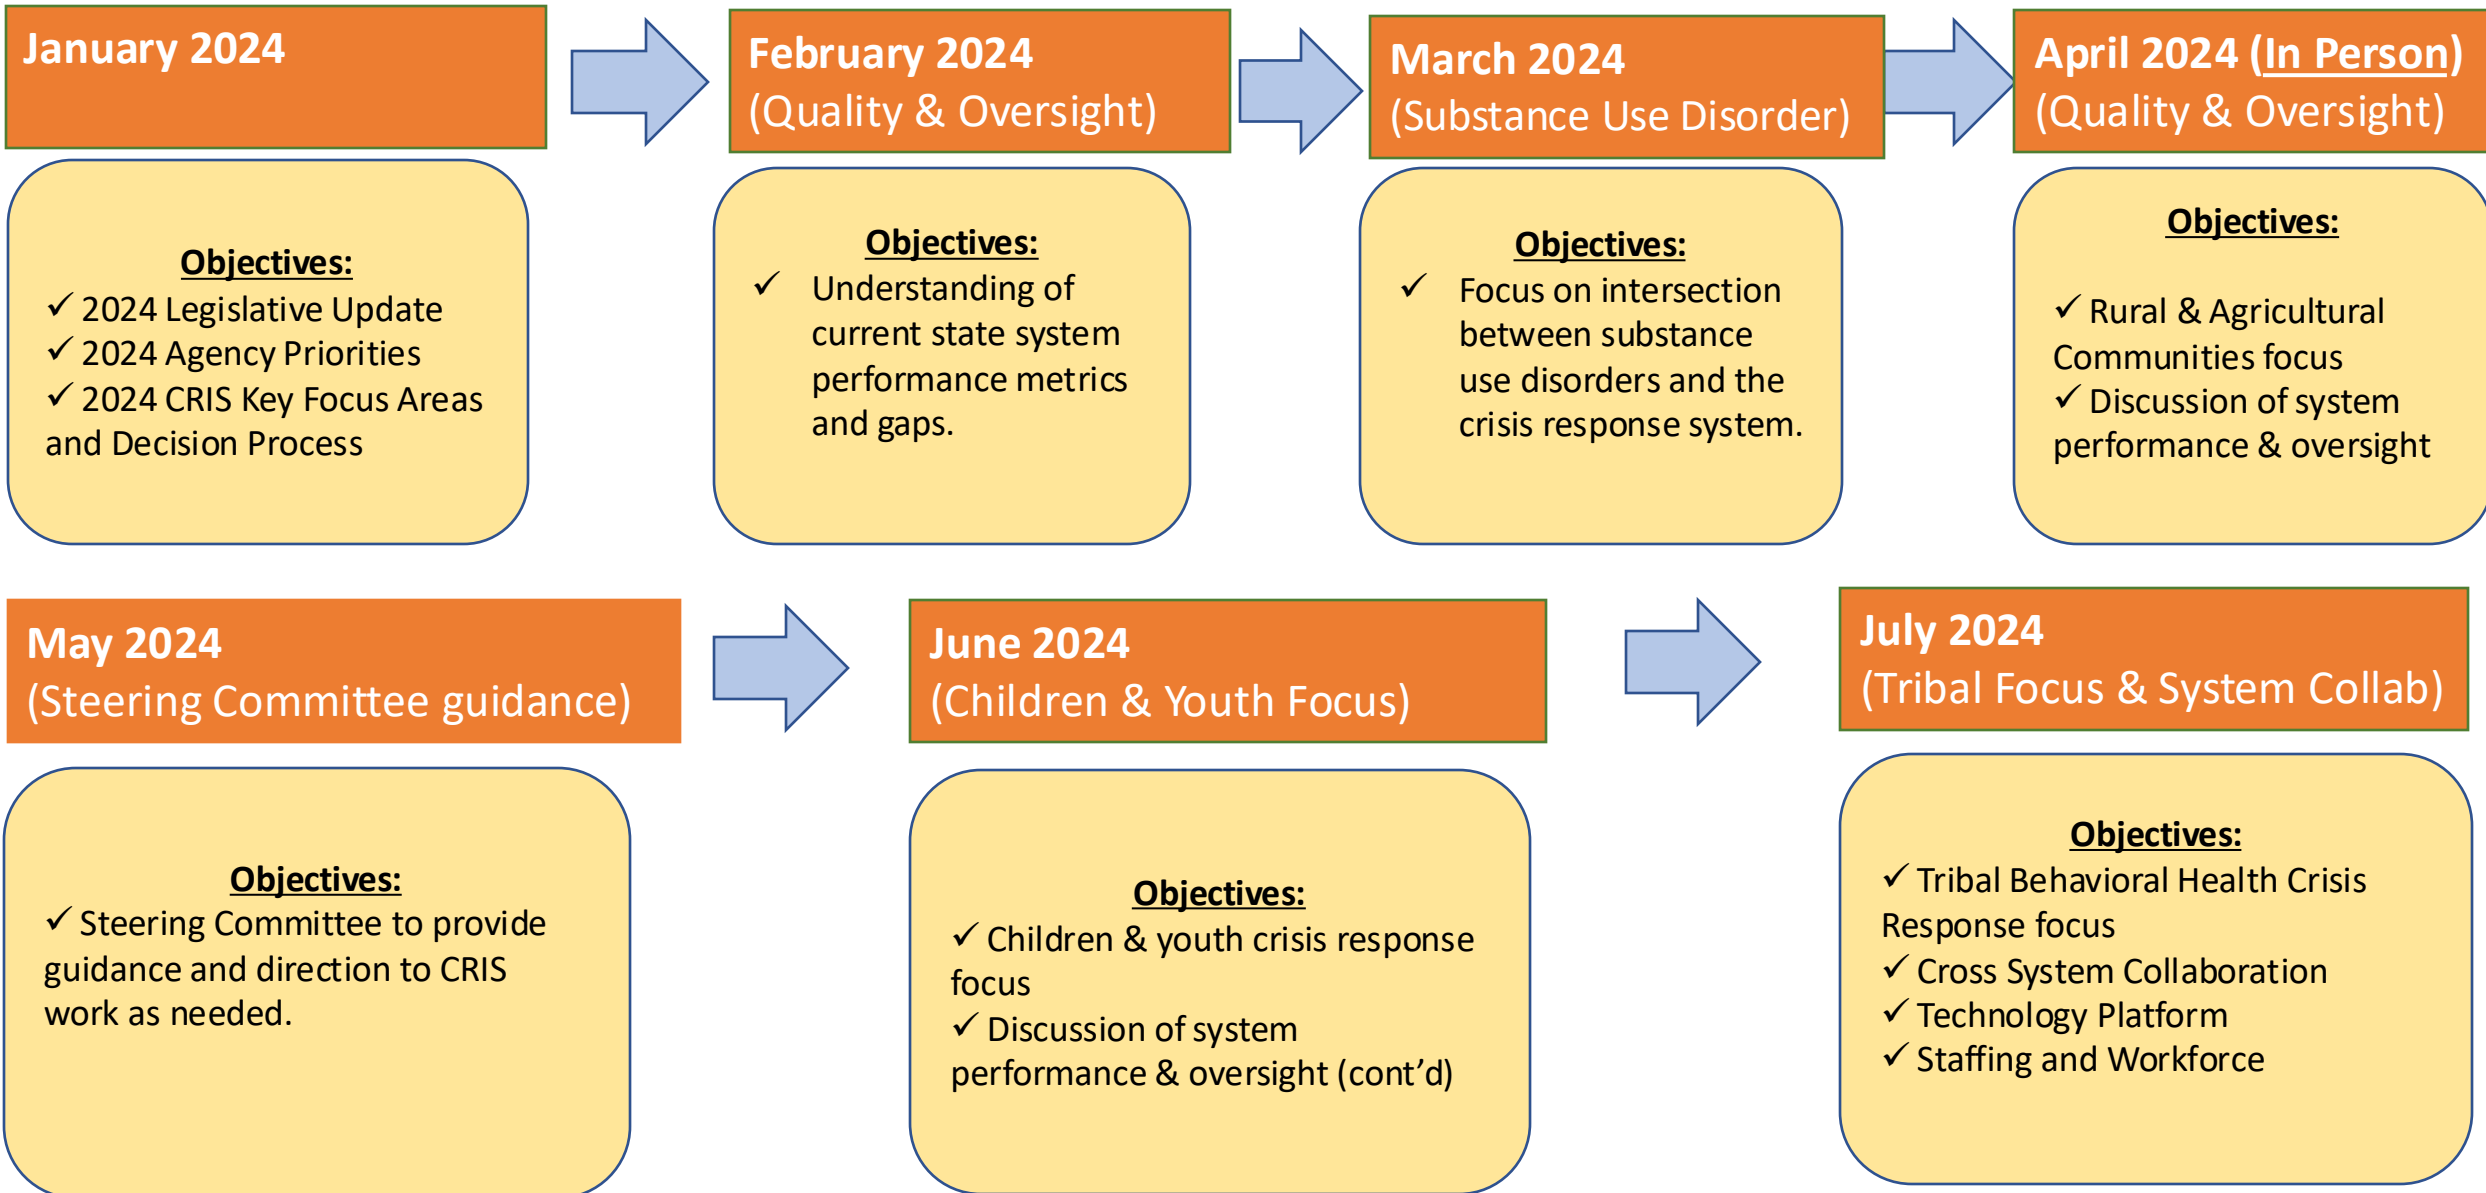 January 2024
Objectives:
✓ 2024 Legislative Update
✓ 2024 Agency Priorities
✓ 2024 CRIS Key Focus Areas
and Decision Process
February 2024
(Quality & Oversight)
Objectives:
✓ Understanding of
current state system
performance metrics
and gaps.
March 2024
(Substance Use Disorder)
Objectives:
✓ Focus on intersection
between substance
use disorders and the
crisis response system.
April 2024 (In Person)
(Quality & Oversight)
Objectives:
✓ Rural & Agricultural
Communities focus
✓ Discussion of system
performance & oversight
May 2024
(Steering Committee guidance)
Objectives:
✓ Steering Committee to provide
guidance and direction to CRIS
work as needed.
June 2024
(Children & Youth Focus)
Objectives:
✓ Children & youth crisis response
focus
✓ Discussion of system
performance & oversight (cont’d)
July 2024
(Tribal Focus & System Collab)
Objectives:
✓ Tribal Behavioral Health Crisis
Response focus
✓ Cross System Collaboration
✓ Technology Platform
✓ Staffing and Workforce